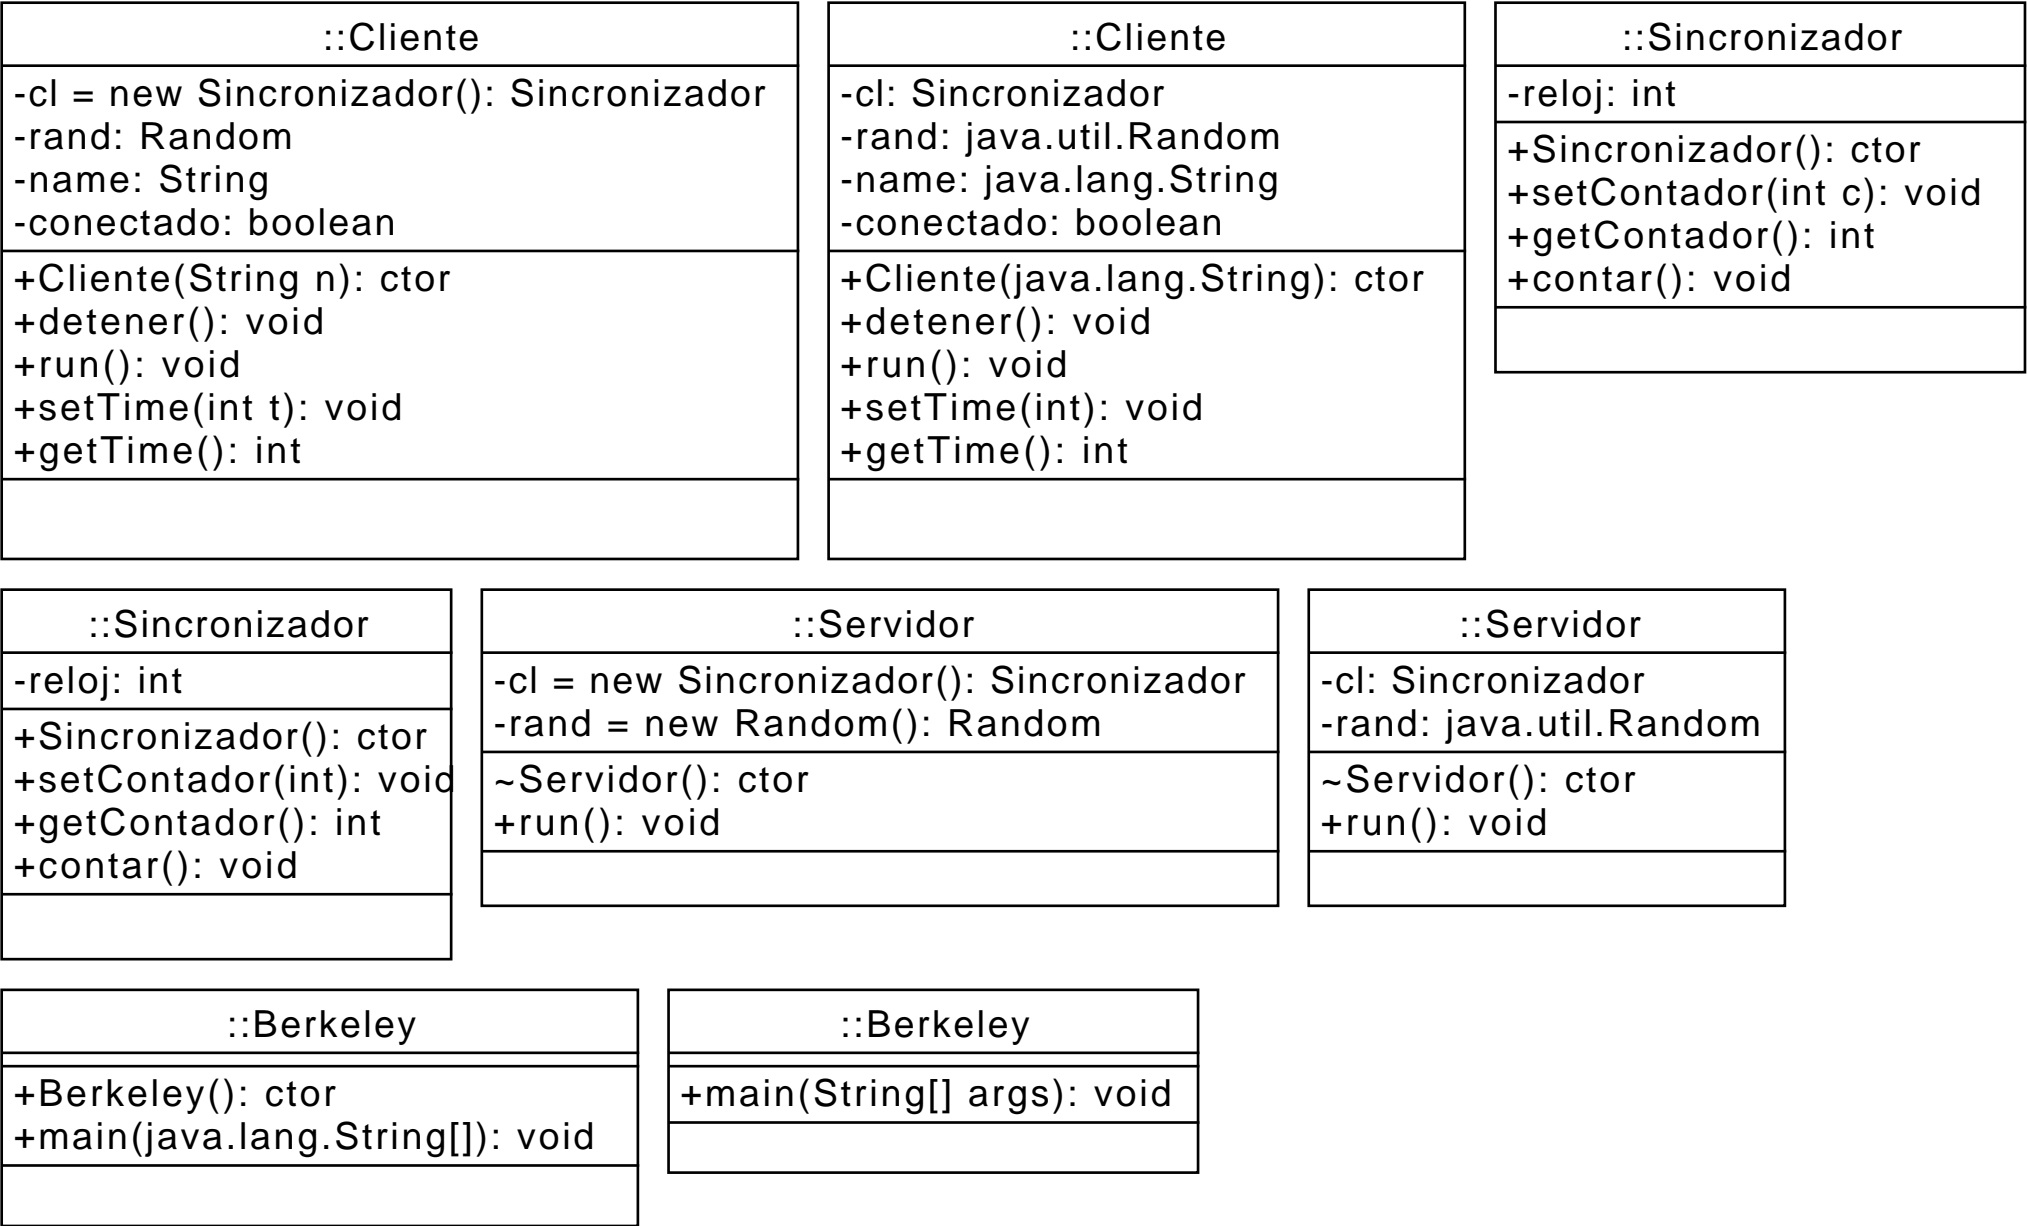 ::Cliente
-cl = new Sincronizador(): Sincronizador
-rand: Random
-name: String
-conectado: boolean
+Cliente(String n): ctor
+detener(): void
+run(): void
+setTime(int t): void
+getTime(): int
::Cliente
-cl: Sincronizador
-rand: java.util.Random
-name: java.lang.String
-conectado: boolean
+Cliente(java.lang.String): ctor
+detener(): void
+run(): void
+setTime(int): void
+getTime(): int
::Sincronizador
-reloj: int
+Sincronizador(): ctor
+setContador(int c): void
+getContador(): int
+contar(): void
::Sincronizador
-reloj: int
+Sincronizador(): ctor
+setContador(int): void
+getContador(): int
+contar(): void
::Servidor
-cl = new Sincronizador(): Sincronizador
-rand = new Random(): Random
~Servidor(): ctor
+run(): void
::Servidor
-cl: Sincronizador
-rand: java.util.Random
~Servidor(): ctor
+run(): void
::Berkeley
+Berkeley(): ctor
+main(java.lang.String[]): void
::Berkeley
+main(String[] args): void